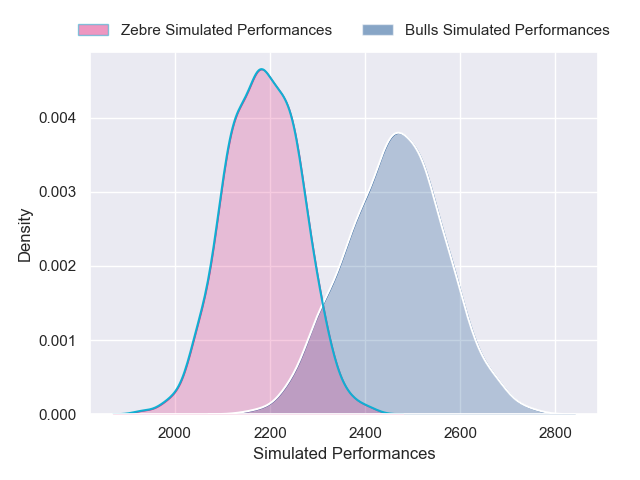 Zebre Simulated Performances
Bulls Simulated Performances
Density
0.004
0.003
0.002
0.001
0.000
2000
2200
2400
2600
2800
Simulated Performances